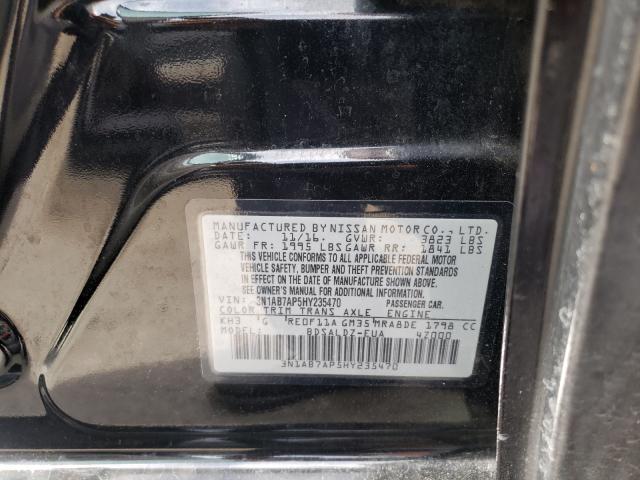 MANUFACTURED BY NISSAN MOTOR CO., LTD.
DATE: 11/16. GVWR: 3823 LBS
GAWR FR: 1995 LBS GAWR RR: 1841 LBS
THIS VEHICLE CONFORMS TO ALL APPLICABLE FEDERAL MOTOR
VEHICLE SAFETY, BUMPER AND THEFT PREVENTION STANDARDS
IN EFFECT ON THE DATE OF MANUFACTURE SHOWN ABOVE.
SEE OWNER'S MANUAL FOR ADDITIONAL INFORMATION.
VIN: 3N1AB7AP5HY235470 PASSENGER CAR.
COLOR TRIM TRANS AXLE ENGINE
KH3 G RE0F11A GM35 MRA8DE 1798 CC
MODEL: BDSALDZ-EUA 47000
3N1AB7AP5HY235470